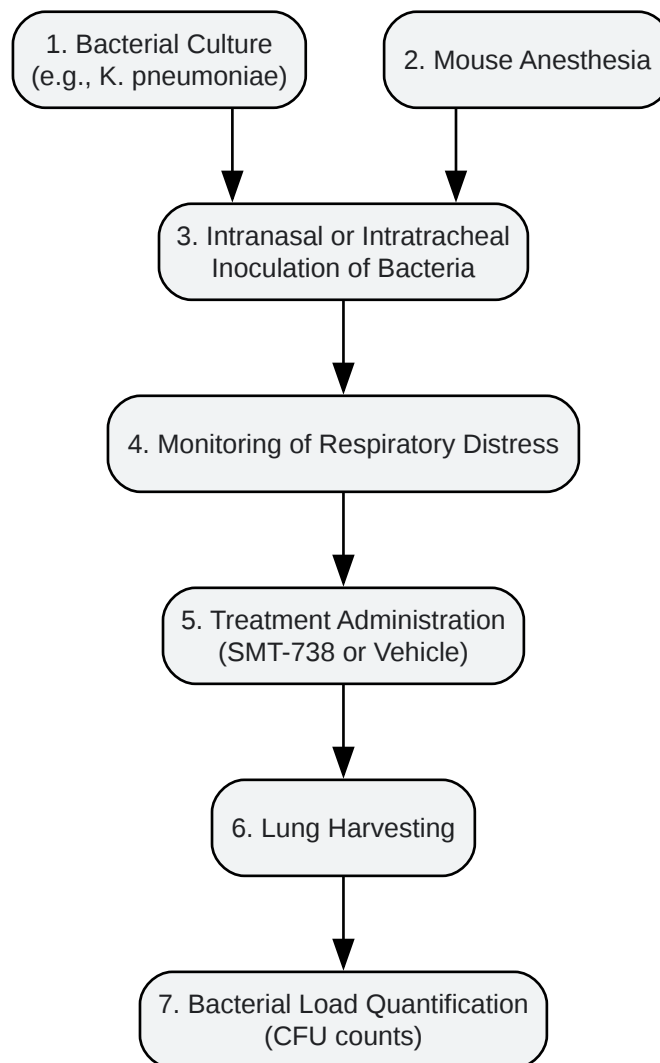 1. Bacterial Culture
(e.g., K. pneumoniae)
2. Mouse Anesthesia
3. Intranasal or Intratracheal
Inoculation of Bacteria
4. Monitoring of Respiratory Distress
5. Treatment Administration
(SMT-738 or Vehicle)
6. Lung Harvesting
7. Bacterial Load Quantification
(CFU counts)